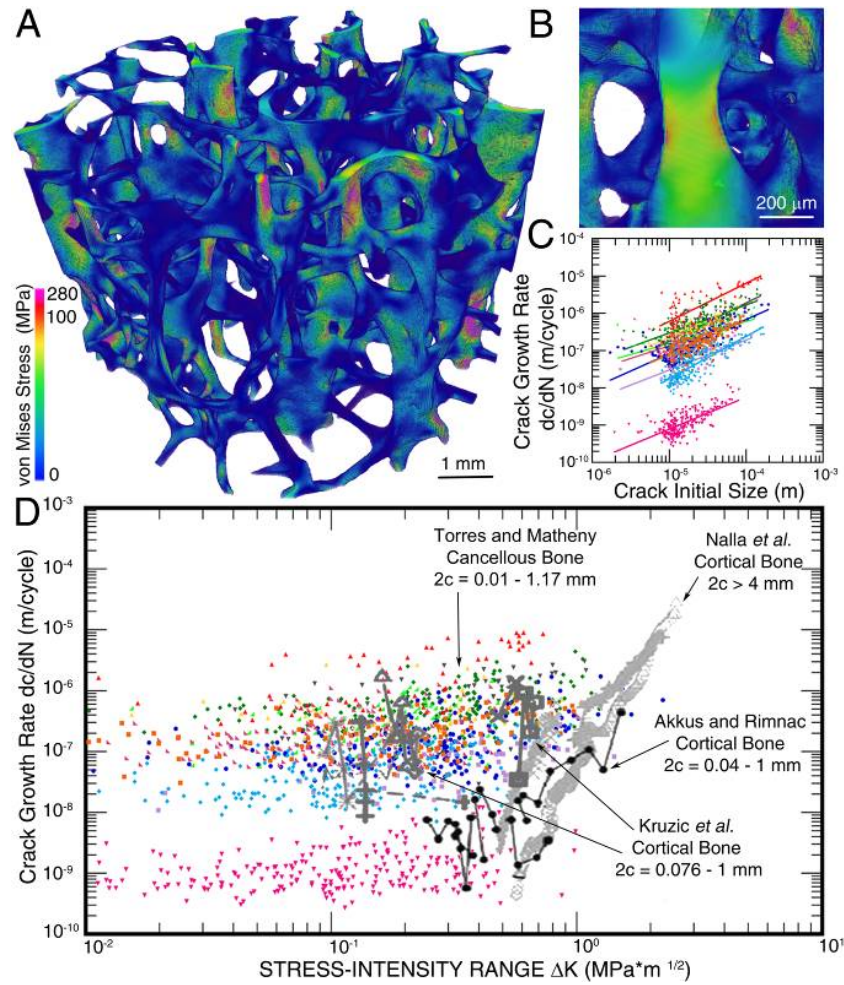 A
B
280
100
von Mises Stress (MPa)
0
1 mm
200 μm
C
10-4
10-5
10-6
10-7
10-8
10-9
10-10
Crack Growth Rate
dc/dN (m/cycle)
10-6
10-5
10-4
10-3
Crack Initial Size (m)
D
10-3
10-4
10-5
10-6
10-7
10-8
10-9
10-10
Crack Growth Rate dc/dN (m/cycle)
Torres and Matheny
Cancellous Bone
2c = 0.01 - 1.17 mm
Nalla et al.
Cortical Bone
2c > 4 mm
Akkus and Rimnac
Cortical Bone
2c = 0.04 - 1 mm
Kruzic et al.
Cortical Bone
2c = 0.076 - 1 mm
10-2
10-1
100
101
STRESS-INTENSITY RANGE ΔK (MPa*m 1/2)